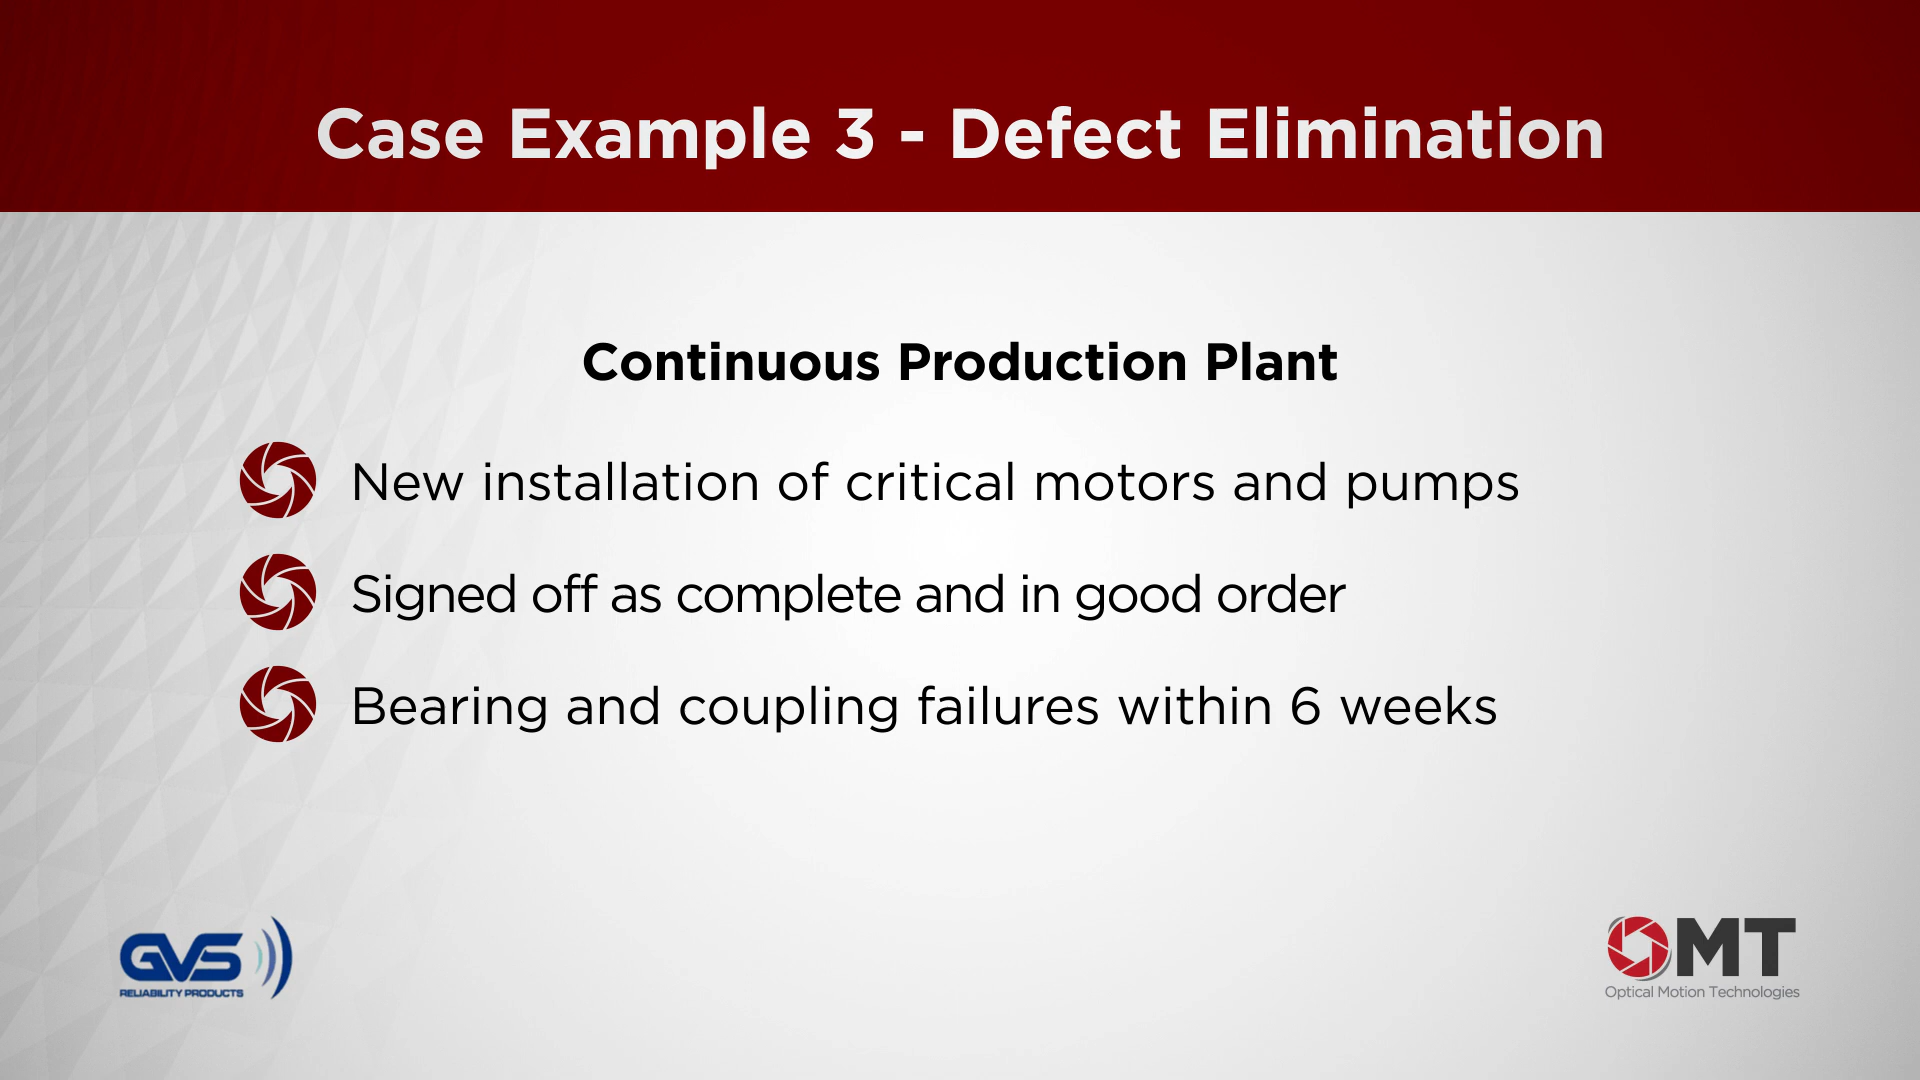 Case Example 3 - Defect Elimination
Continuous Production Plant
New installation of critical motors and pumps
Signed off as complete and in good order
Bearing and coupling failures within 6 weeks
GVS
RELIABILITY PRODUCTS
OMT
Optical Motion Technologies